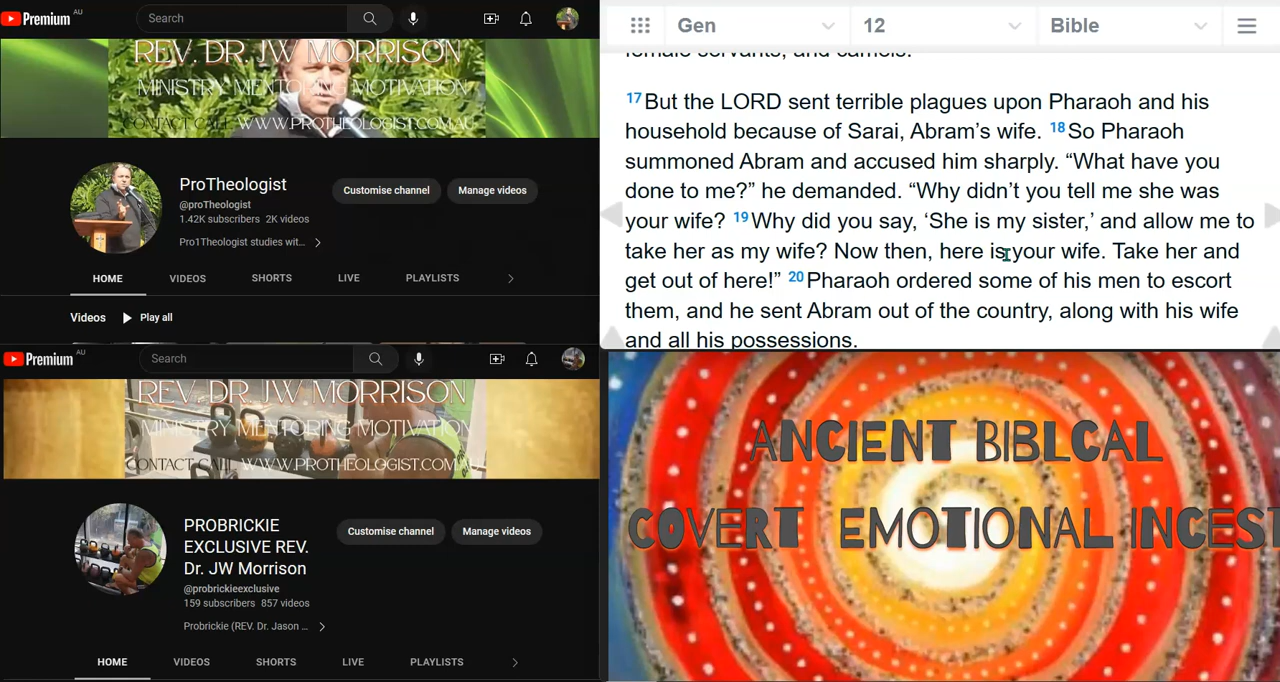 Premium AU
Search
REV. DR. JW MORRISON
MINISTRY MENTORING MOTIVATION
CONTACT CALL WWW.PROTHEOLOGIST.COM.AU
ProTheologist
@proTheologist
1.42K subscribers 2K videos
Pro1Theologist studies wit...
Customise channel
Manage videos
HOME
VIDEOS
SHORTS
LIVE
PLAYLISTS
Videos
Play all
Premium AU
Search
REV. DR. JW MORRISON
MINISTRY MENTORING MOTIVATION
CONTACT CALL WWW.PROTHEOLOGIST.COM.AU
PROBRICKIE
EXCLUSIVE REV.
Dr. JW Morrison
@probrickieexclusive
159 subscribers 857 videos
Probrickie (REV. Dr. Jason ...
Customise channel
Manage videos
HOME
VIDEOS
SHORTS
LIVE
PLAYLISTS
Gen
12
Bible
female servants, and camels.
17 But the LORD sent terrible plagues upon Pharaoh and his
household because of Sarai, Abram’s wife. 18 So Pharaoh
summoned Abram and accused him sharply. “What have you
done to me?” he demanded. “Why didn’t you tell me she was
your wife? 19 Why did you say, ‘She is my sister,’ and allow me to
take her as my wife? Now then, here is your wife. Take her and
get out of here!” 20 Pharaoh ordered some of his men to escort
them, and he sent Abram out of the country, along with his wife
and all his possessions.
ANCIENT BIBLCAL
COVERT EMOTIONAL INCEST